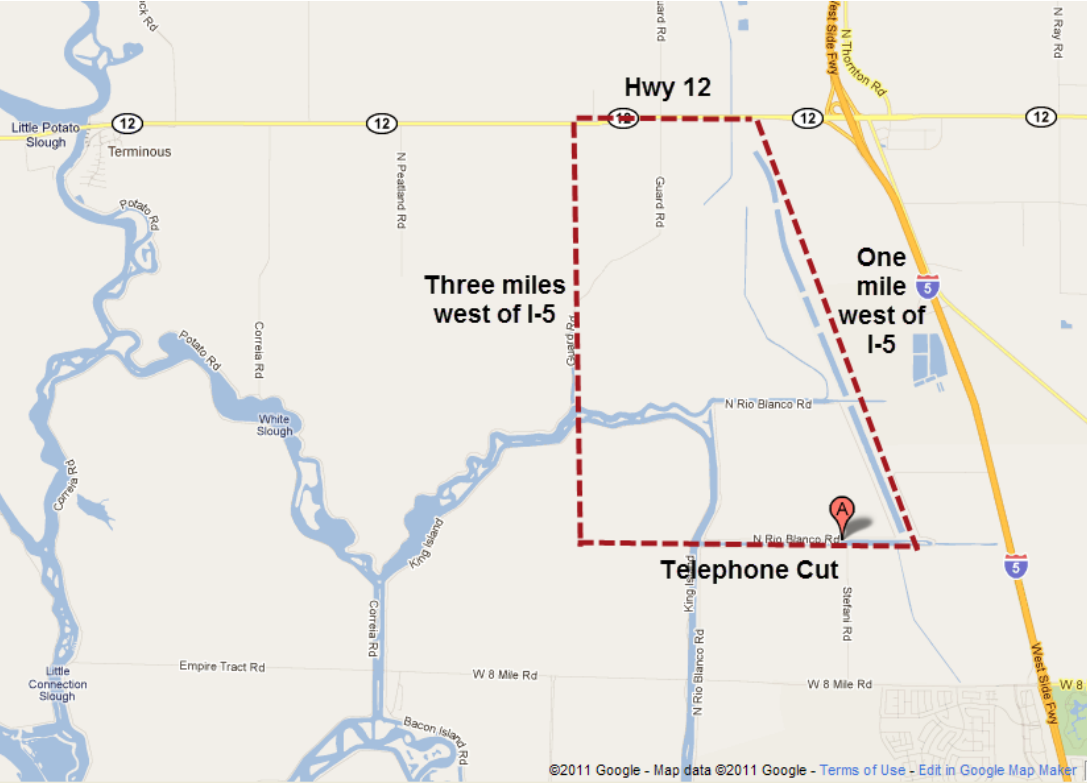 ck Rd
uard Rd
West Side Fwy
N Thornton Rd
N Ray Rd
Hwy 12
12
12
12
12
12
Little Potato
Slough
Terminous
N Peatland Rd
Guard Rd
Potato Rd
One
mile
west of
I-5
5
Three miles
west of I-5
Guard Rd
Correia Rd
Potato Rd
White
Slough
N Rio Blanco Rd
Correia Rd
King Island
A
N Rio Blanco Rd
Telephone Cut
5
King Island
Stefani Rd
Correia Rd
N Rio Blanco Rd
Empire Tract Rd
W 8 Mile Rd
W 8 Mile Rd
West Side Fwy
W 8
Little
Connection
Slough
Bacon Island Rd
©2011 Google - Map data ©2011 Google - Terms of Use - Edit in Google Map Maker